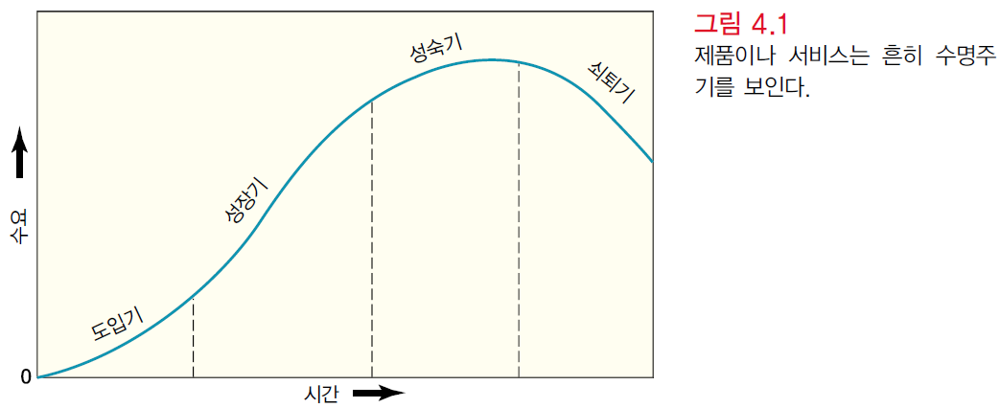 그림 4.1
제품이나 서비스는 흔히 수명주
기를 보인다.
성숙기
쇠퇴기
성장기
도입기
수요
0
시간